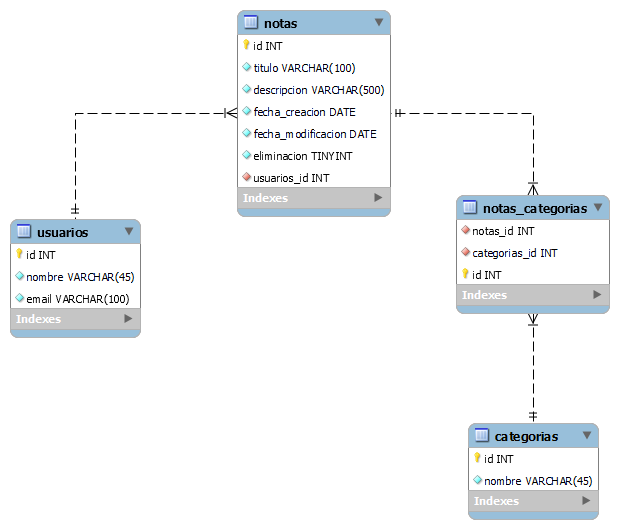 notas
id INT
titulo VARCHAR(100)
descripcion VARCHAR(500)
fecha_creacion DATE
fecha_modificacion DATE
eliminacion TINYINT
usuarios_id INT
Indexes
usuarios
id INT
nombre VARCHAR(45)
email VARCHAR(100)
Indexes
notas_categorias
notas_id INT
categorias_id INT
id INT
Indexes
categorias
id INT
nombre VARCHAR(45)
Indexes